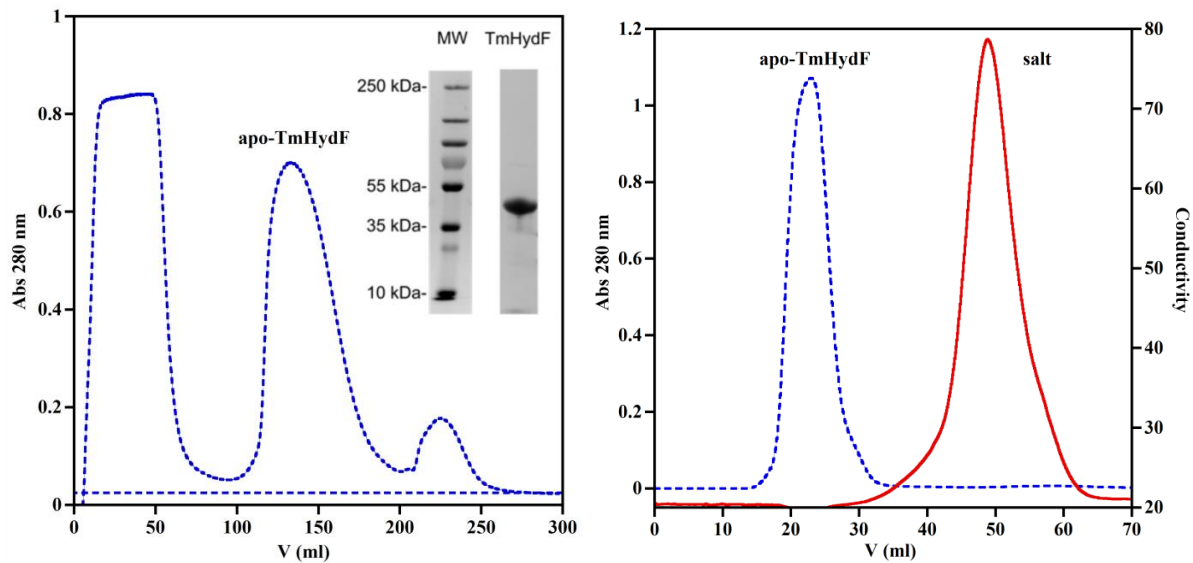 1
0.8
0.6
0.4
0.2
0
Abs 280 nm
0
50
100
150
200
250
300
V (ml)
apo-TmHydF
MW TmHydF
250 kDa-
55 kDa-
35 kDa-
10 kDa-
1.2
1
1.2
0.8
0.6
0.4
0.2
0
Abs 280 nm
0
10
20
30
40
50
60
70
V (ml)
apo-TmHydF
salt
80
70
60
50
40
30
20
Conductivity